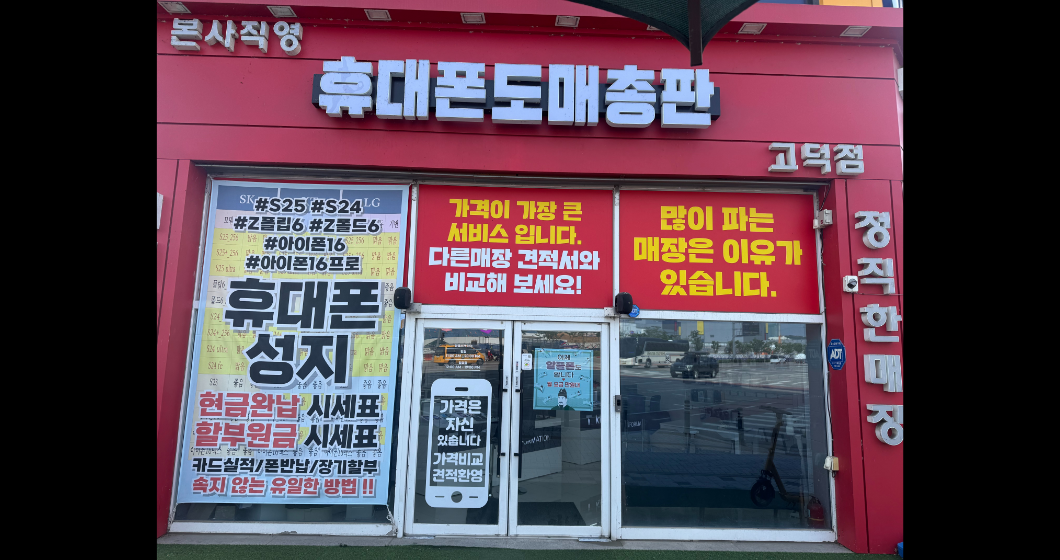 본사직영
휴대폰도매총판
고덕점
SK LG
#S25 #S24
#Z플립6 #Z폴드6
#아이폰16
#아이폰16프로
휴대폰
성지
현금완납 시세표
할부원금 시세표
카드실적/폰반납/장기할부
속지 않는 유일한 방법 !!
가격이 가장 큰
서비스 입니다.
다른매장 견적서와
비교해 보세요!
많이 파는
매장은 이유가
있습니다.
가격은
자신
있습니다
가격비교
견적환영
정직한매장
ADT